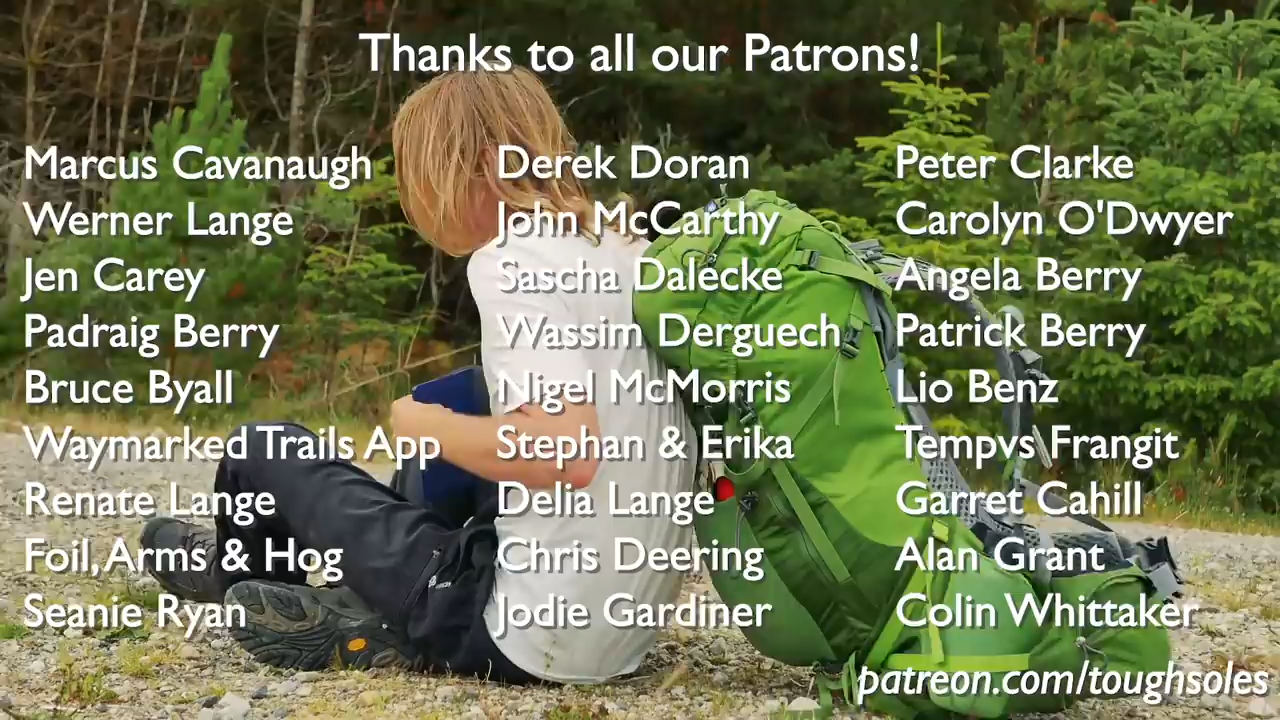 Thanks to all our Patrons!
Marcus Cavanaugh
Werner Lange
Jen Carey
Padraig Berry
Bruce Byall
Waymarked Trails App
Renate Lange
Foil, Arms & Hog
Seanie Ryan
Derek Doran
John McCarthy
Sascha Dalecke
Wassim Derguech
Nigel McMorris
Stephan & Erika
Delia Lange
Chris Deering
Jodie Gardiner
Peter Clarke
Carolyn O'Dwyer
Angela Berry
Patrick Berry
Lio Benz
Tempvs Frangit
Garret Cahill
Alan Grant
Colin Whittaker
patreon.com/toughsoles